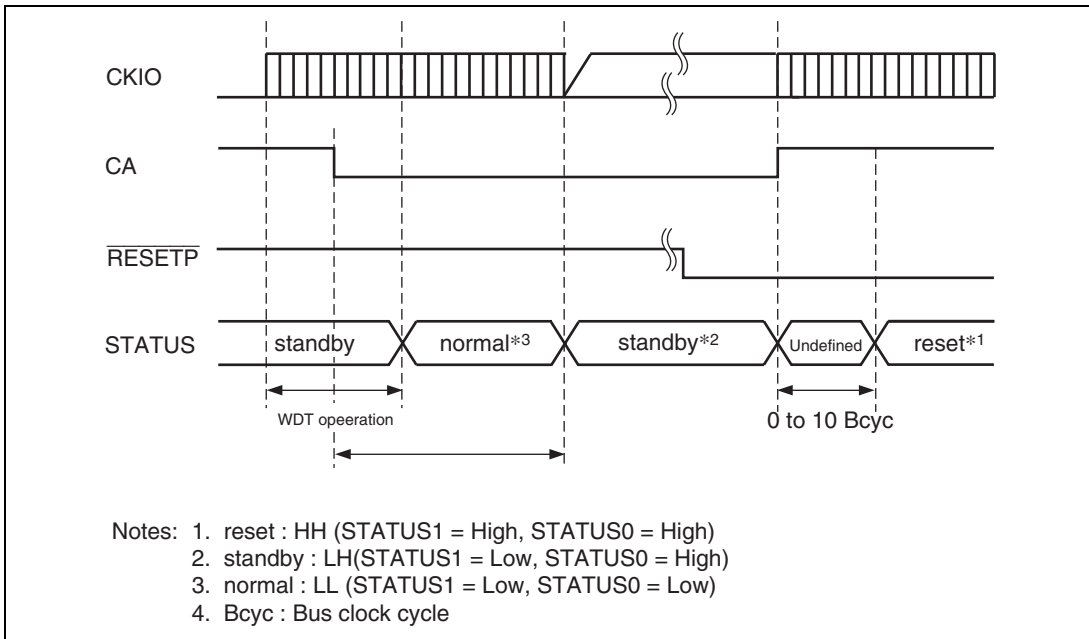 CKIO
CA
RESETP
STATUS
standby
normal*3
standby*2
Undefined
reset*1
WDT opeeration
0 to 10 Bcyc
Notes: 1. reset : HH (STATUS1 = High, STATUS0 = High)
2. standby : LH(STATUS1 = Low, STATUS0 = High)
3. normal : LL (STATUS1 = Low, STATUS0 = Low)
4. Bcyc : Bus clock cycle